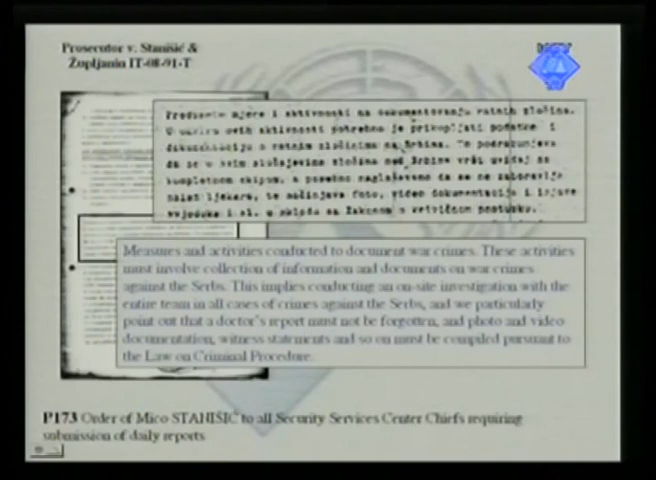 Prosecutor v. Stanišić &
Župljanin IT-08-91-T
Preduzete mjere i aktivnosti na dokumentovanju ratnih zločina.
U okviru ovih aktivnosti potrebno je prikupljati podatke i
dokumentaciju o ratnim zločinima na Srbima. To podrazumjeva
da se u svim slučajevima zločina nad Srbima vrši uviđaj sa
kompletnom ekipom, a posebno naglašavamo da se ne zaboravlja
nalaz ljekara, te sačinjava foto, video dokumentacija i izjave
svjedoka i sl. u skladu sa Zakonom o krivičnom postupku.
Measures and activities conducted to document war crimes. These activities
must involve collection of information and documents on war crimes
against the Serbs. This implies conducting an on-site investigation with the
entire team in all cases of crimes against the Serbs, and we particularly
point out that a doctor's report must not be forgotten, and photo and video
documentation, witness statements and so on must be compiled pursuant to
the Law on Criminal Procedure.
P173 Order of Mico STANIŠIĆ to all Security Services Center Chiefs requiring
submission of daily reports